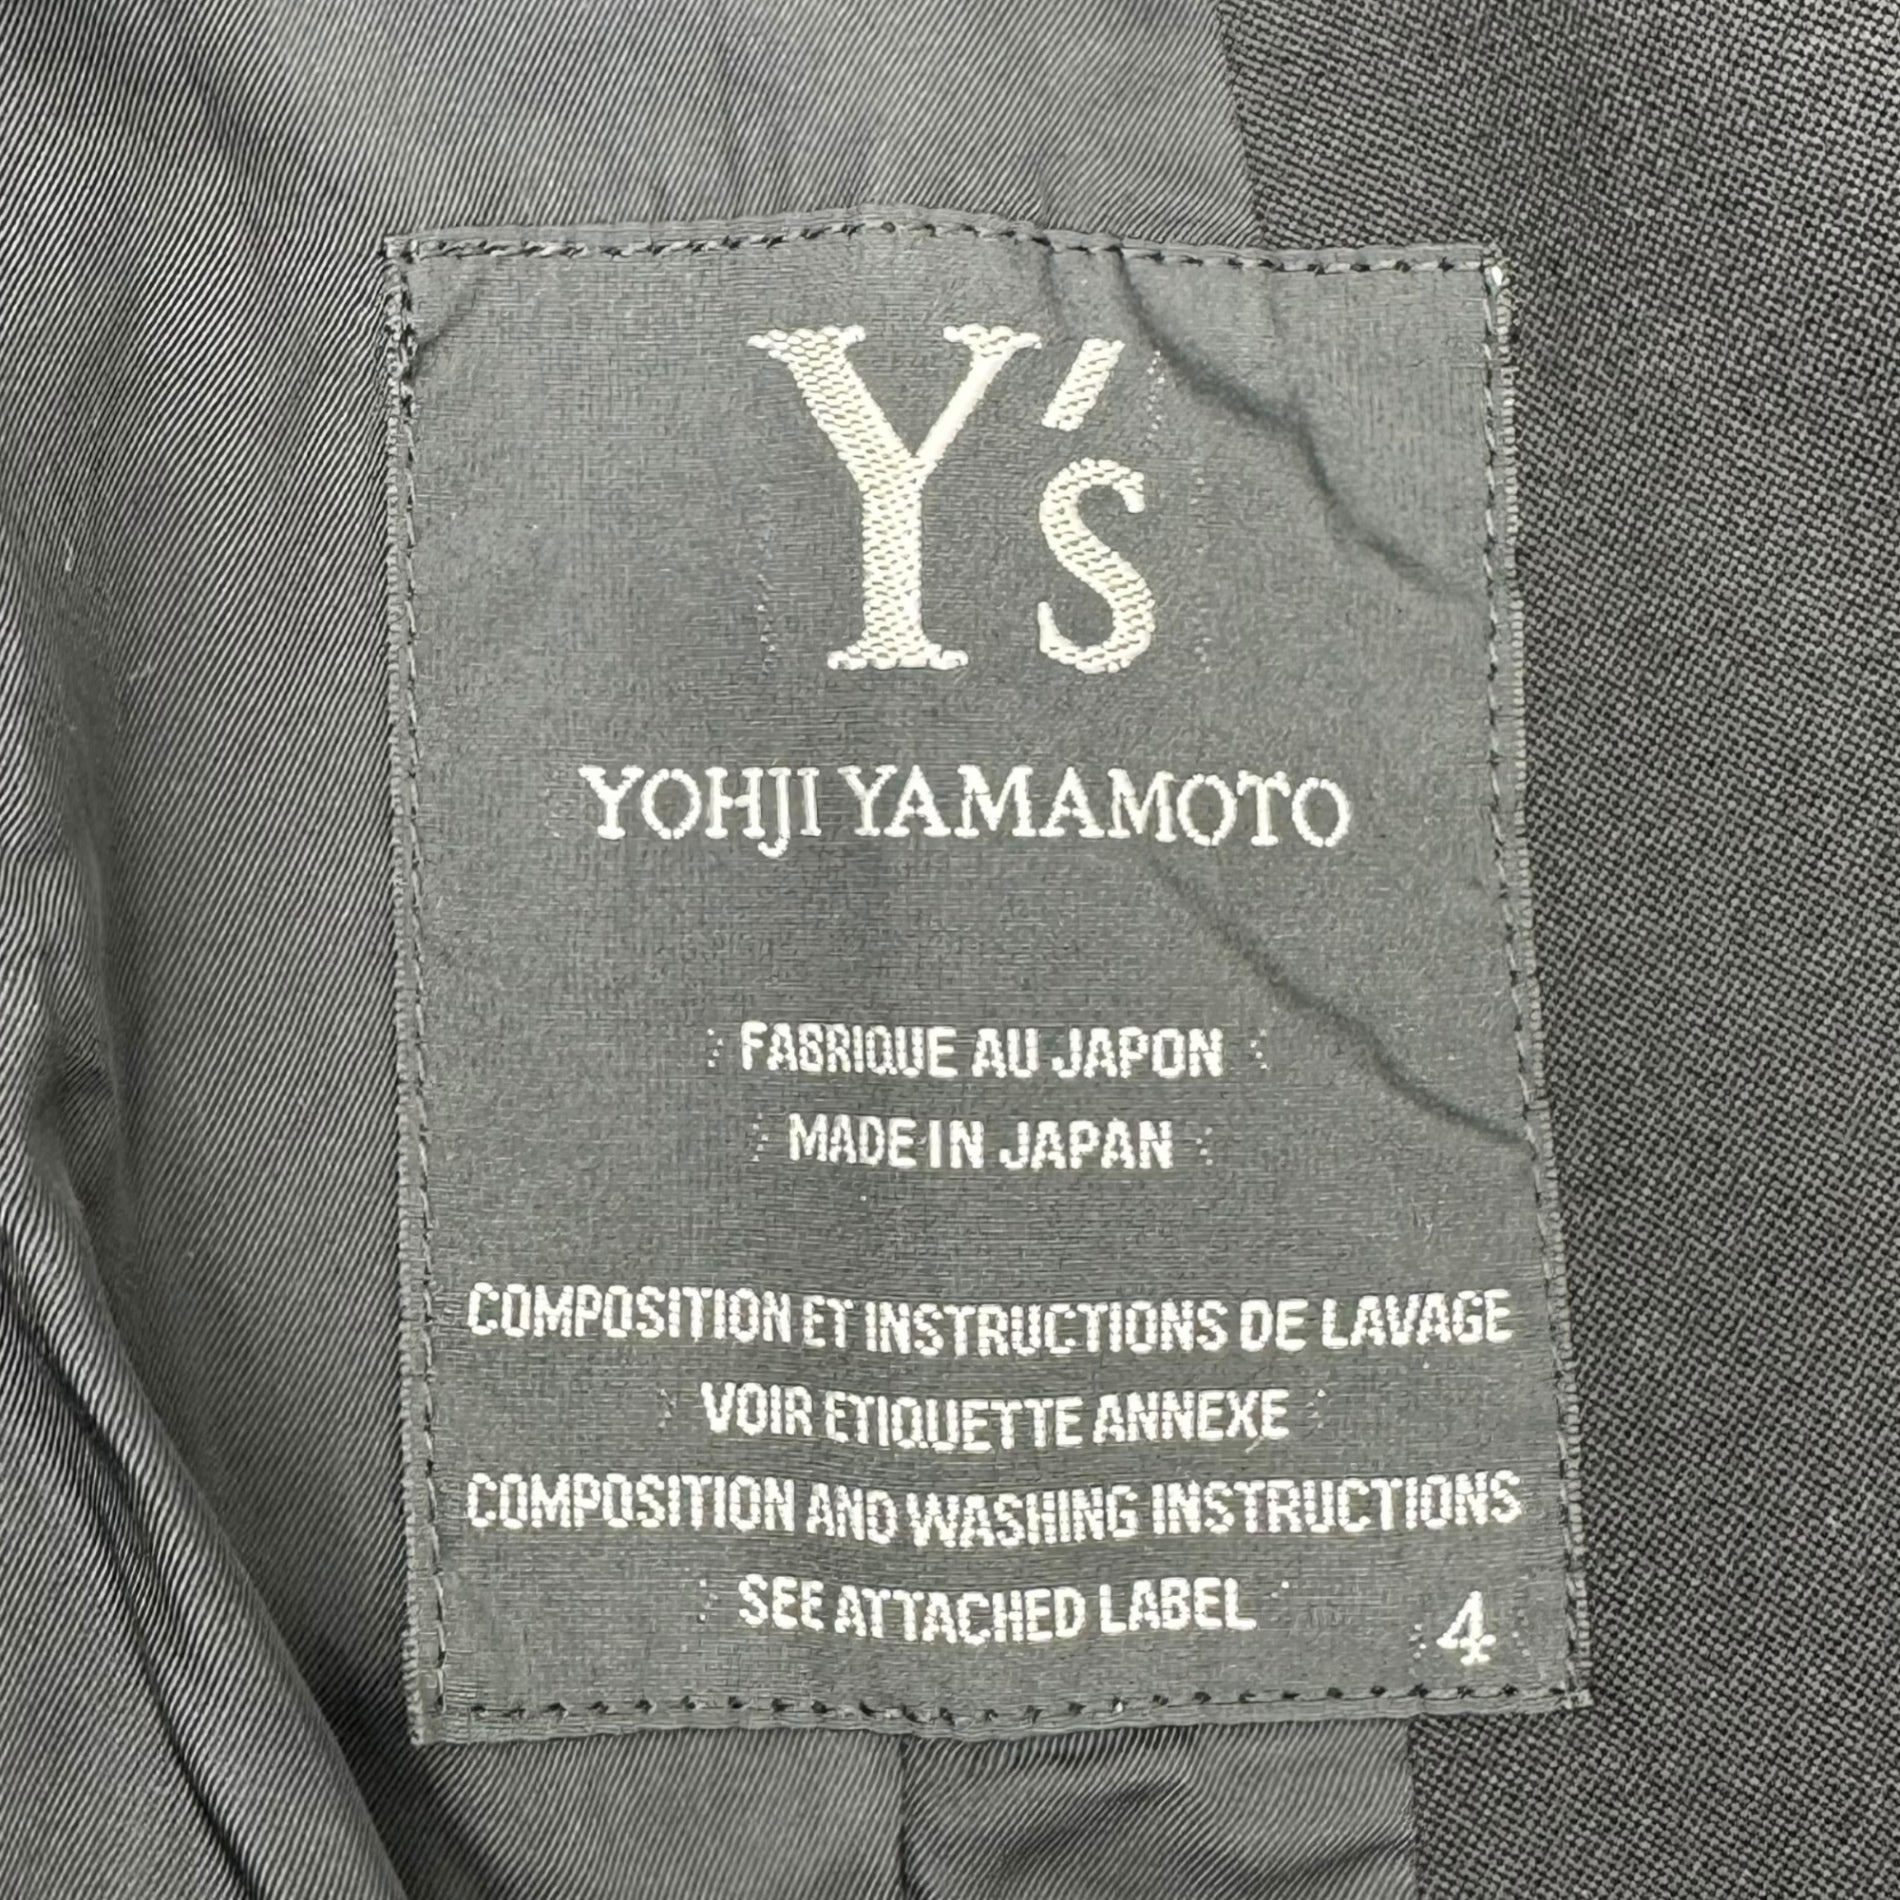 Y's
YOHJI YAMAMOTO
FABRIQUE AU JAPON
MADE IN JAPAN
COMPOSITION ET INSTRUCTIONS DE LAVAGE
VOIR ETIQUETTE ANNEXE
COMPOSITION AND WASHING INSTRUCTIONS
SEE ATTACHED LABEL
4